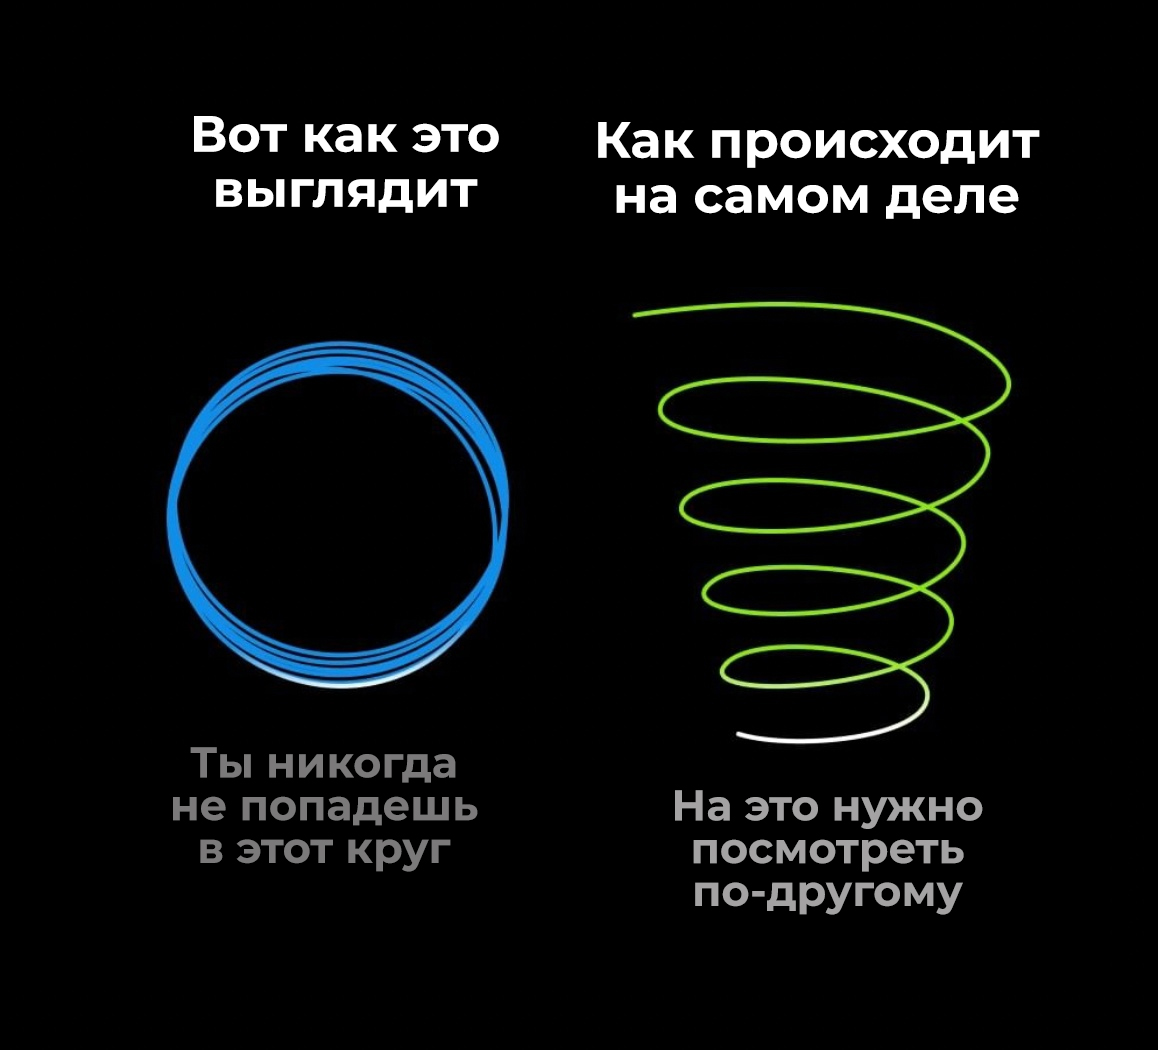 Вот как это
выглядит
Как происходит
на самом деле
Ты никогда
не попадешь
в этот круг
На это нужно
посмотреть
по-другому